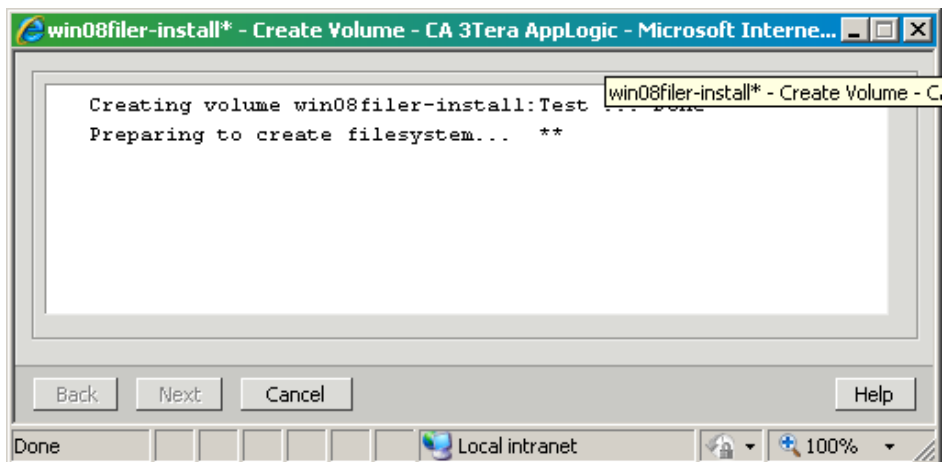 win08filer-install* - Create Volume - CA 3Tera AppLogic - Microsoft Interne...
win08filer-install* - Create Volume - C
Creating volume win08filer-install:Test ... Done
Preparing to create filesystem... **
Back Next Cancel Help
Done Local intranet 100%